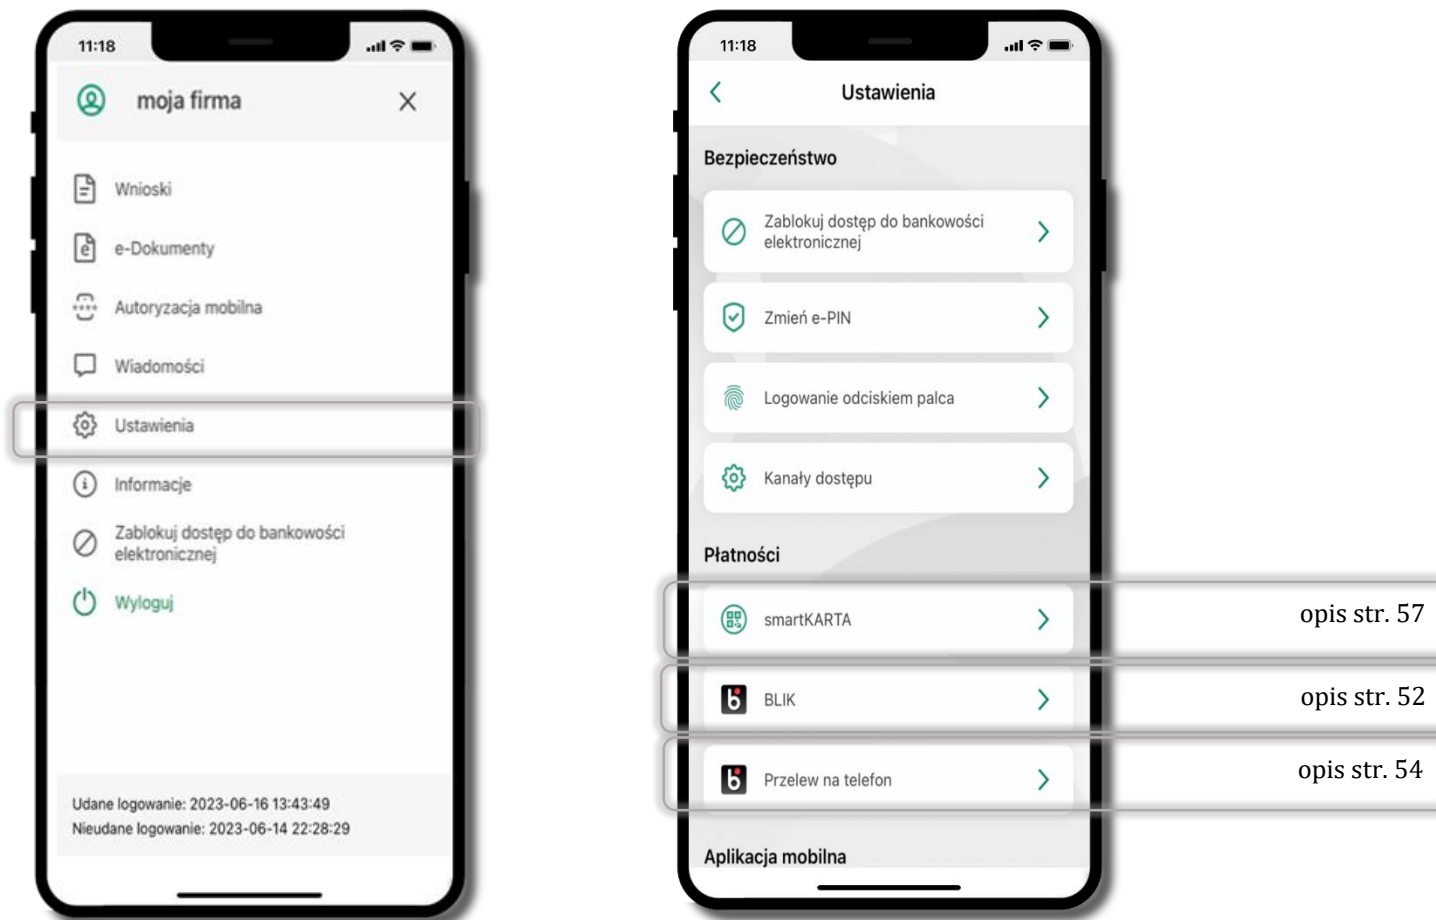 11:18
moja firma
Wnioski
e-Dokumenty
Autoryzacja mobilna
Wiadomości
Ustawienia
Informacje
Zablokuj dostęp do bankowości
elektronicznej
Wyloguj
Udane logowanie: 2023-06-16 13:43:49
Nieudane logowanie: 2023-06-14 22:28:29
11:18
Ustawienia
Bezpieczeństwo
Zablokuj dostęp do bankowości
elektronicznej
Zmień e-PIN
Logowanie odciskiem palca
Kanały dostępu
Płatności
smartKARTA
opis str. 57
BLIK
opis str. 52
Przelew na telefon
opis str. 54
Aplikacja mobilna